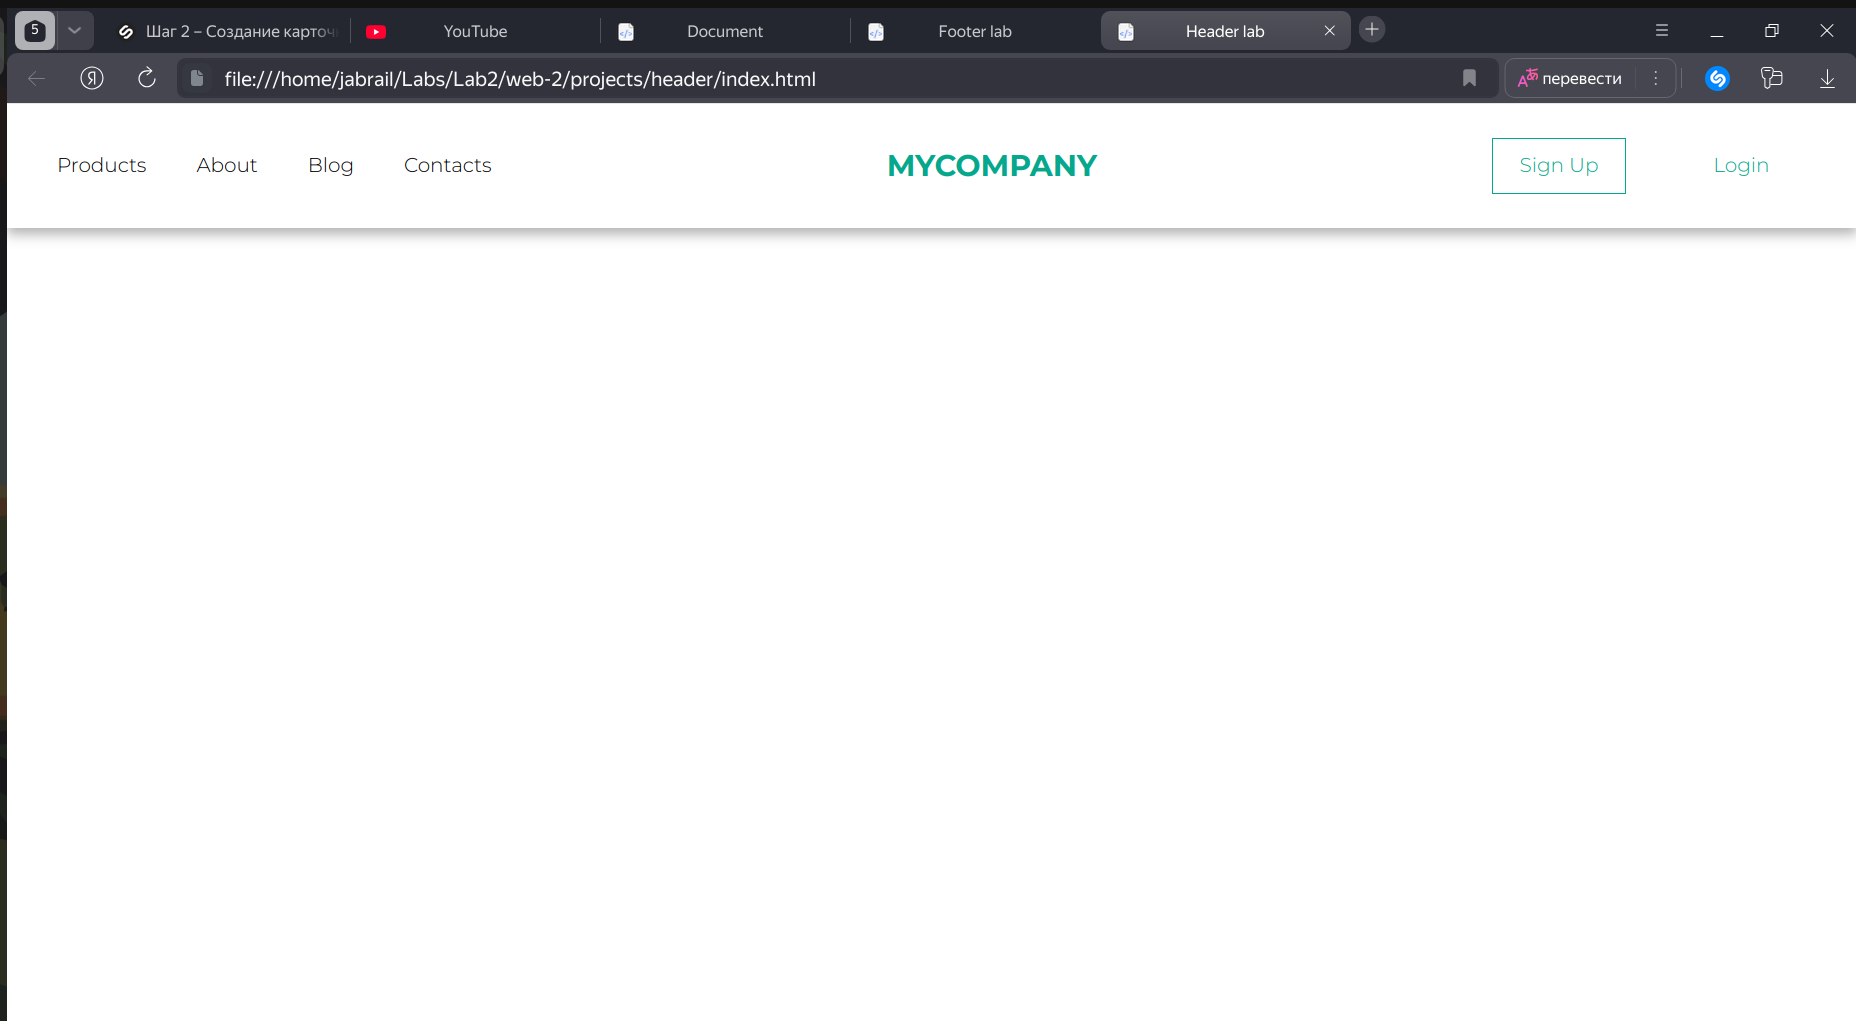 5
Шаг 2 – Создание карточ
YouTube
Document
Footer lab
Header lab
file:///home/jabrail/Labs/Lab2/web-2/projects/header/index.html
перевести
Products About Blog Contacts MYCOMPANY Sign Up Login